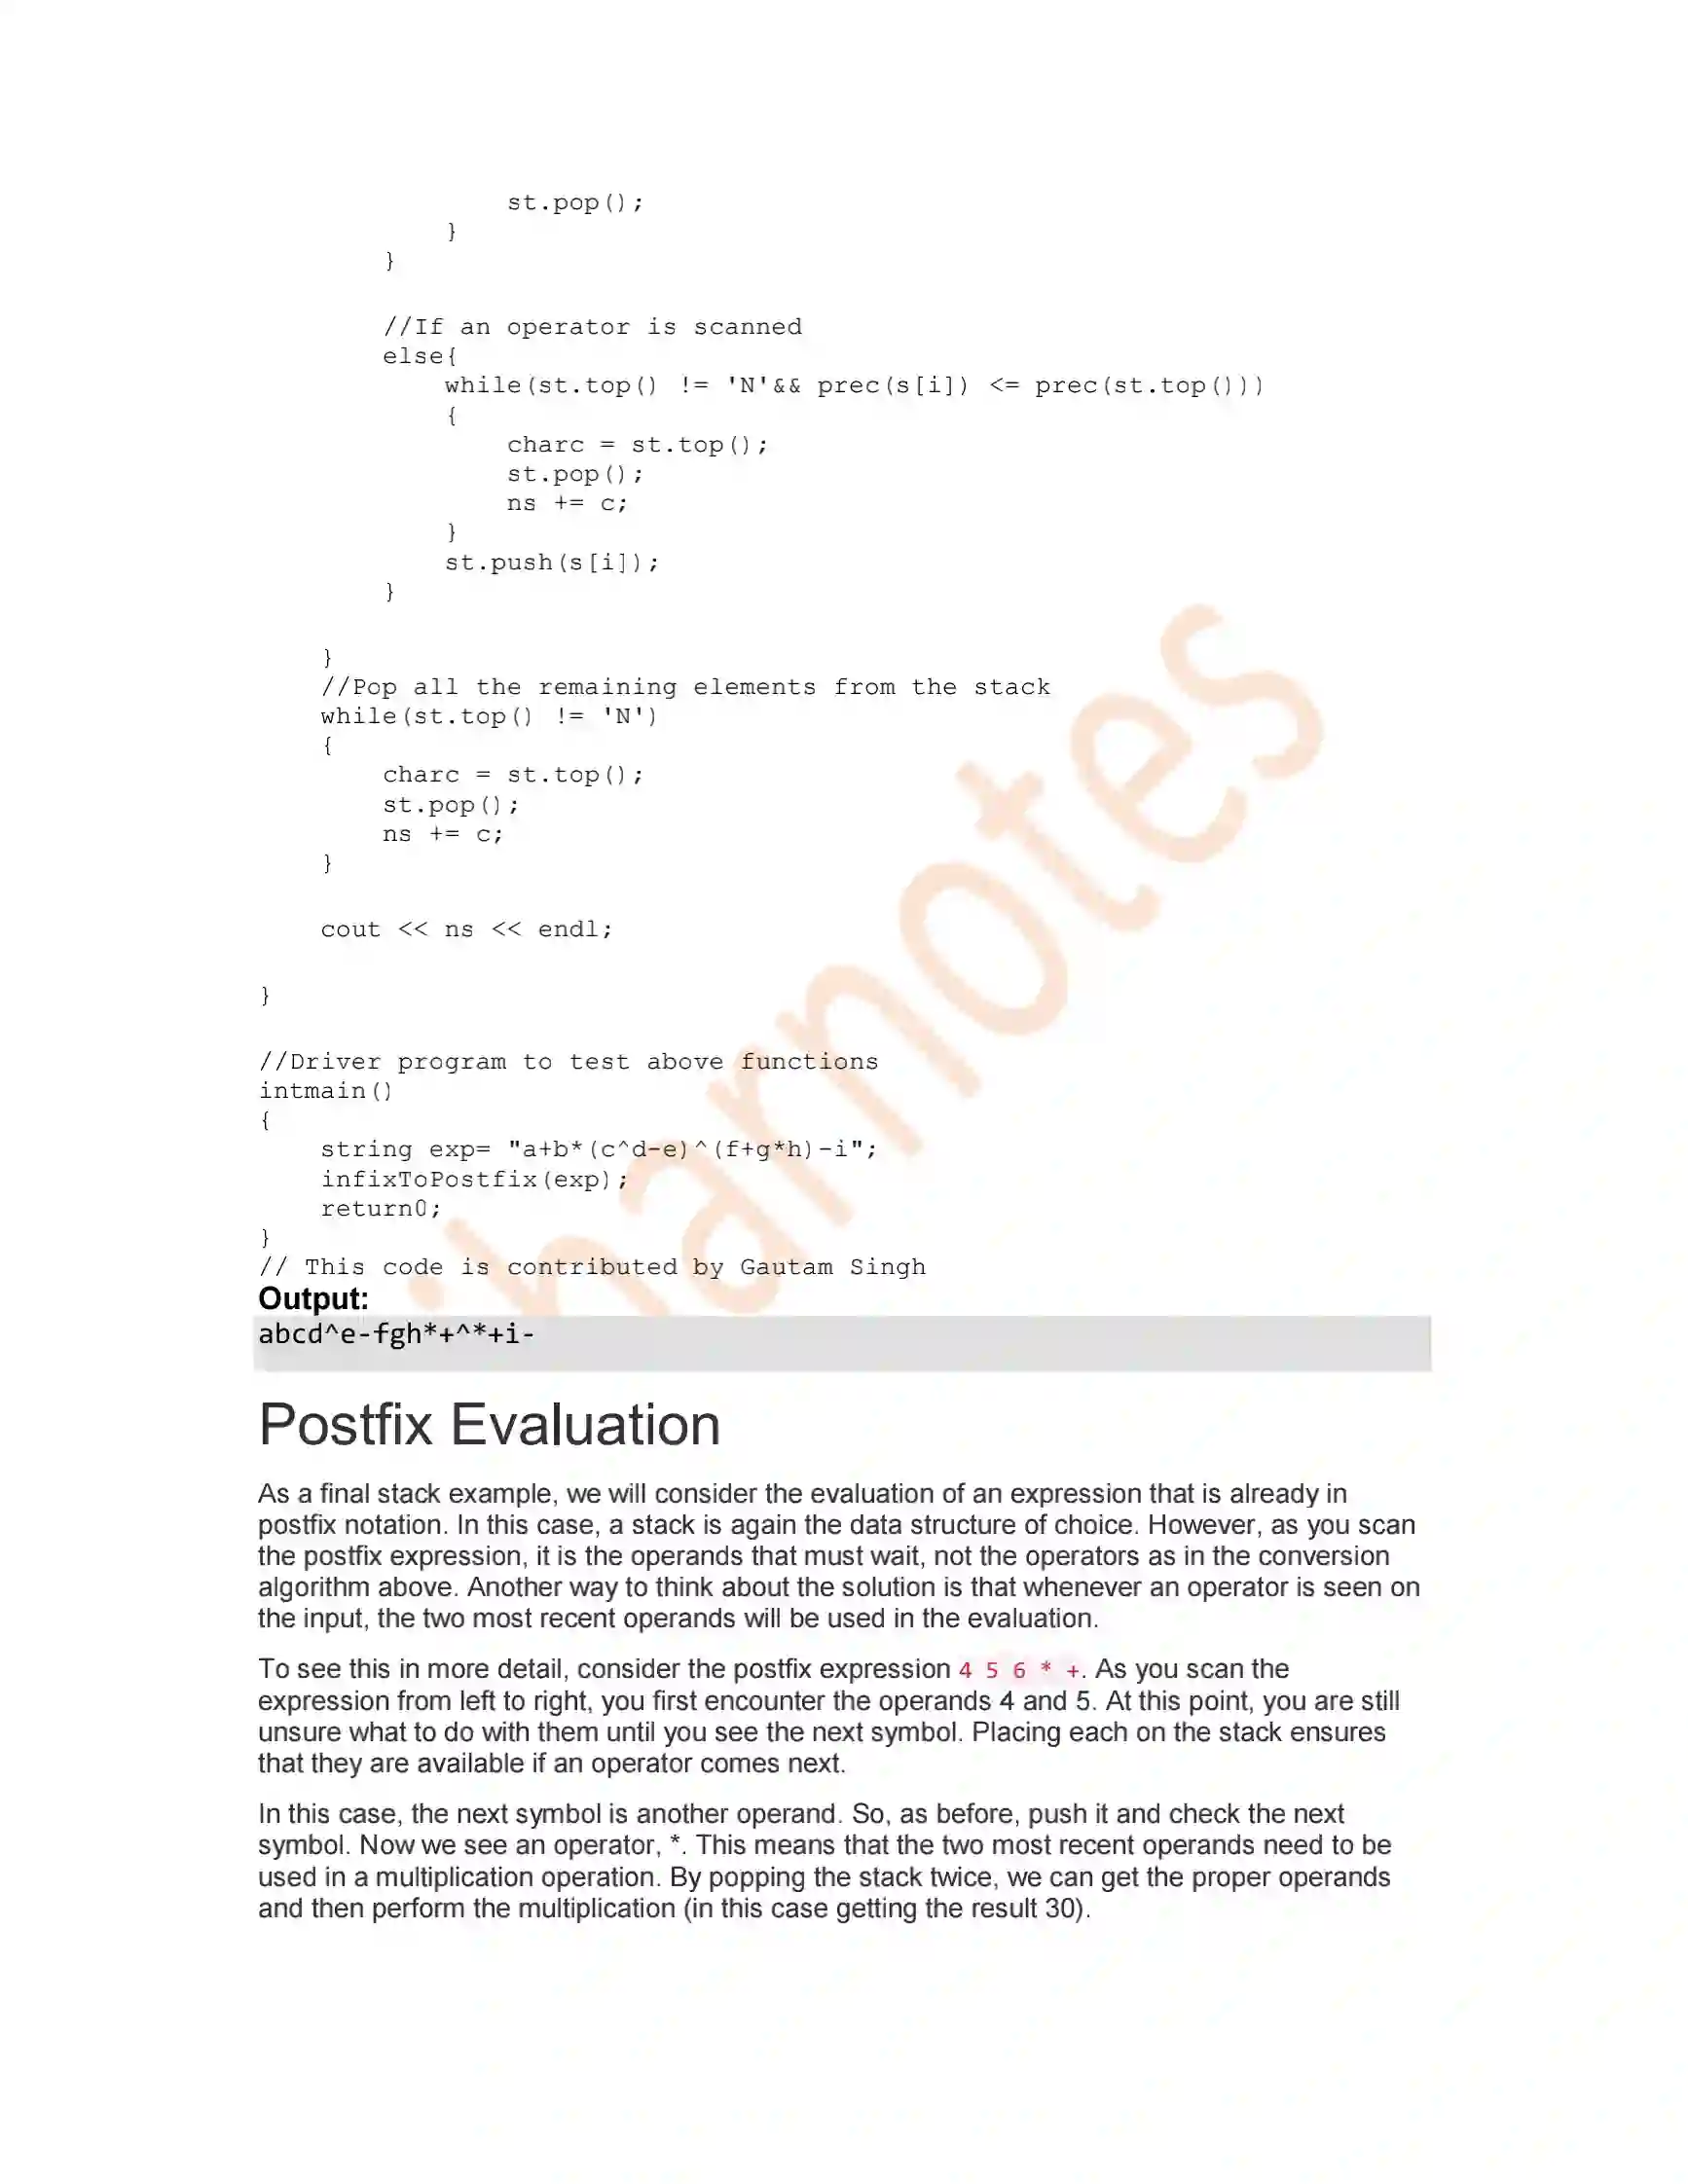 st.pop();
            }
        }

        //If an operator is scanned
        else{
            while(st.top() != 'N'&& prec(s[i]) <= prec(st.top()))
            {
                charc = st.top();
                st.pop();
                ns += c;
            }
            st.push(s[i]);
        }

    }
    //Pop all the remaining elements from the stack
    while(st.top() != 'N')
    {
        charc = st.top();
        st.pop();
        ns += c;
    }

    cout << ns << endl;

}

//Driver program to test above functions
intmain()
{
    string exp= "a+b*(c^d-e)^(f+g*h)-i";
    infixToPostfix(exp);
    return0;
}
// This code is contributed by Gautam Singh
Output:
abcd^e-fgh*+^*+i-
Postfix Evaluation
As a final stack example, we will consider the evaluation of an expression that is already in
postfix notation. In this case, a stack is again the data structure of choice. However, as you scan
the postfix expression, it is the operands that must wait, not the operators as in the conversion
algorithm above. Another way to think about the solution is that whenever an operator is seen on
the input, the two most recent operands will be used in the evaluation.
To see this in more detail, consider the postfix expression 4 5 6 * +. As you scan the
expression from left to right, you first encounter the operands 4 and 5. At this point, you are still
unsure what to do with them until you see the next symbol. Placing each on the stack ensures
that they are available if an operator comes next.
In this case, the next symbol is another operand. So, as before, push it and check the next
symbol. Now we see an operator, *. This means that the two most recent operands need to be
used in a multiplication operation. By popping the stack twice, we can get the proper operands
and then perform the multiplication (in this case getting the result 30).